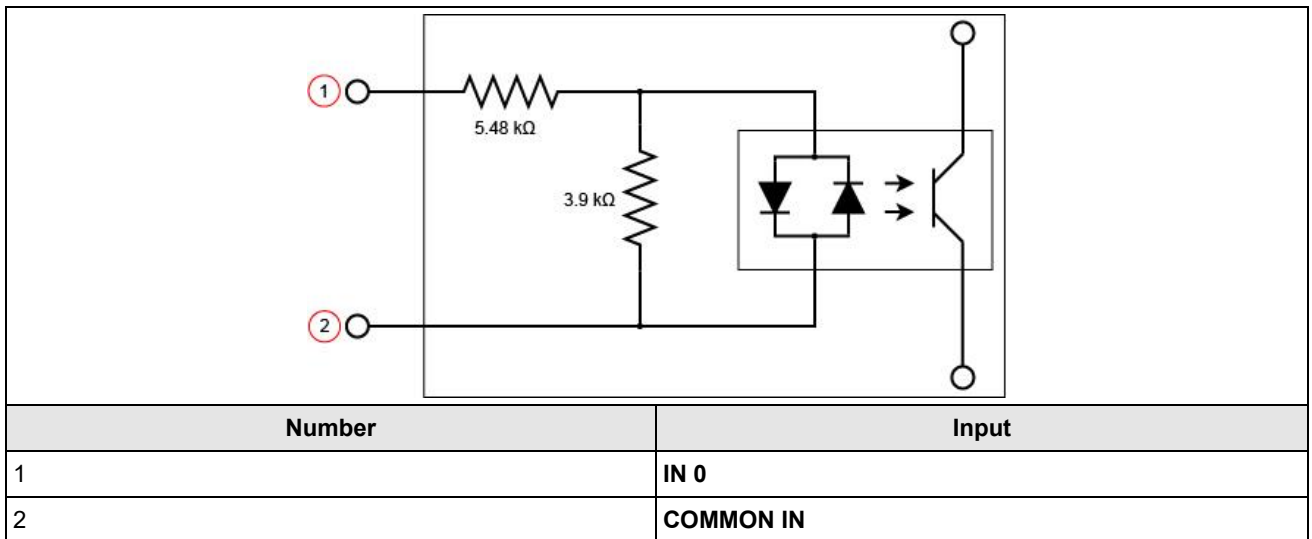 1
5.48 kΩ
3.9 kΩ
2
Number Input
1 IN 0
2 COMMON IN